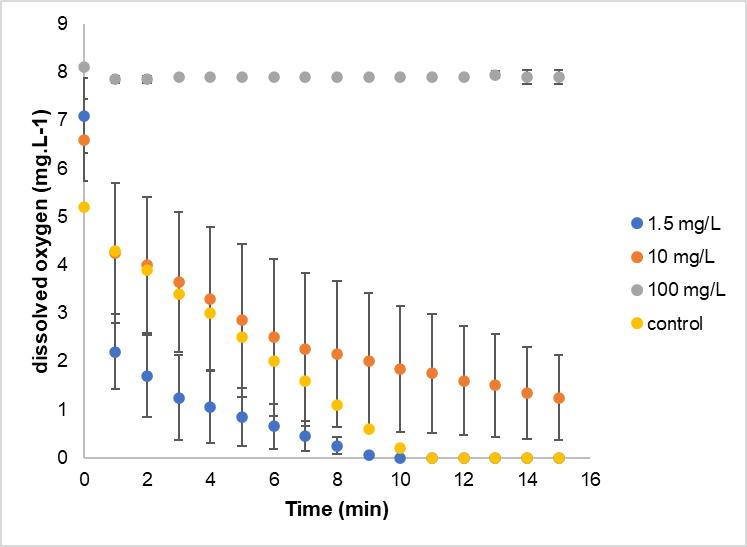 9
8
7
6
5
4
3
2
1
0
dissolved oxygen (mg.L-1)
0 2 4 6 8 10 12 14 16
Time (min)
1.5 mg/L
10 mg/L
100 mg/L
control